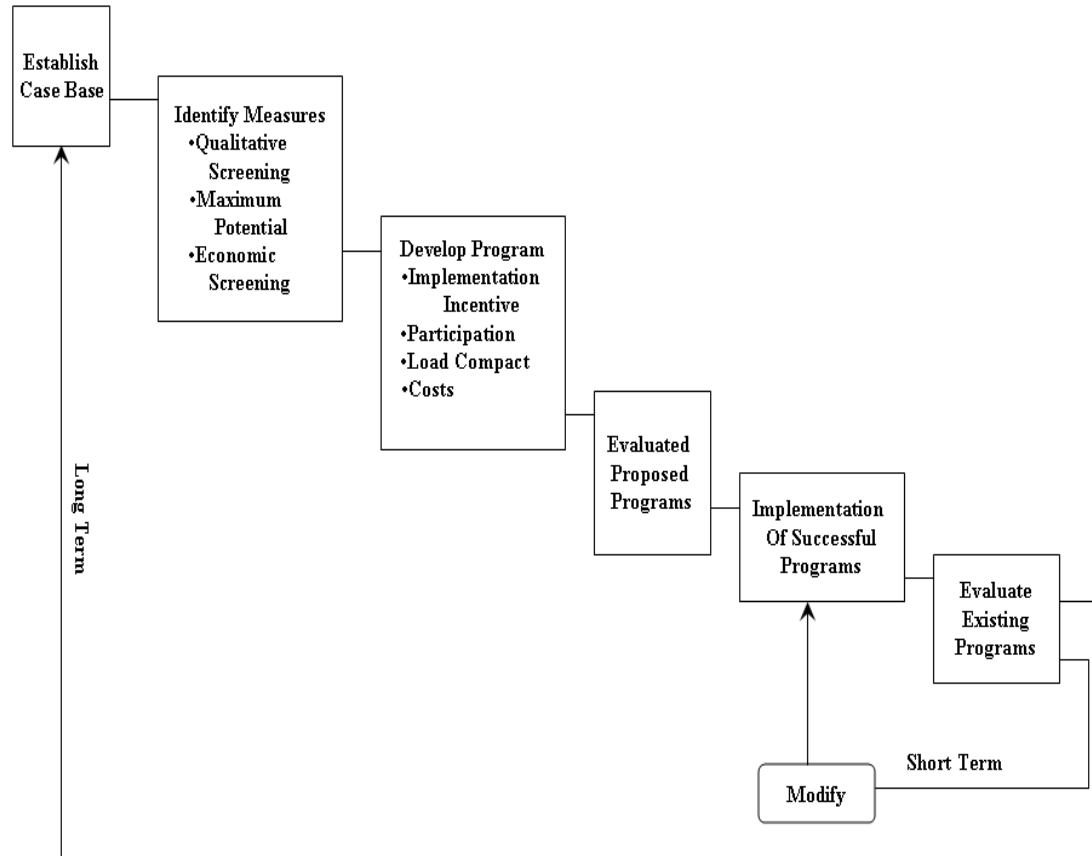 Establish
Case Base
Identify Measures
•Qualitative
Screening
•Maximum
Potential
•Economic
Screening
Develop Program
•Implementation
Incentive
•Participation
•Load Compact
•Costs
Evaluated
Proposed
Programs
Implementation
Of Successful
Programs
Evaluate
Existing
Programs
Long Term
Short Term
Modify